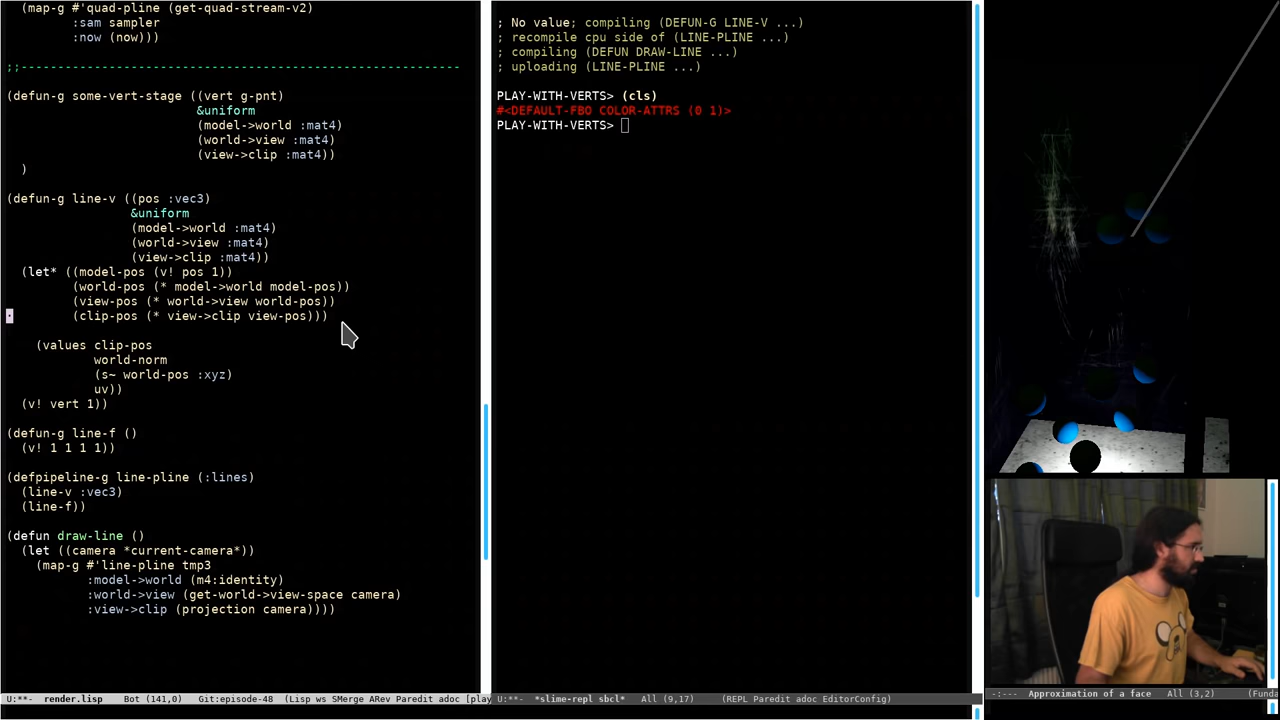 (map-g #'quad-pline (get-quad-stream-v2)
:sam sampler
:now (now)))
;;------------------------------------------------------------
(defun-g some-vert-stage ((vert g-pnt)
&uniform
(model->world :mat4)
(world->view :mat4)
(view->clip :mat4))
)
(defun-g line-v ((pos :vec3)
&uniform
(model->world :mat4)
(world->view :mat4)
(view->clip :mat4))
(let* ((model-pos (v! pos 1))
(world-pos (* model->world model-pos))
(view-pos (* world->view world-pos))
(clip-pos (* view->clip view-pos)))
(values clip-pos
world-norm
(s~ world-pos :xyz)
uv))
(v! vert 1))
(defun-g line-f ()
(v! 1 1 1 1))
(defpipeline-g line-pline (:lines)
(line-v :vec3)
(line-f))
(defun draw-line ()
(let ((camera *current-camera*))
(map-g #'line-pline tmp3
:model->world (m4:identity)
:world->view (get-world->view-space camera)
:view->clip (projection camera))))
U:**- render.lisp Bot (141,0) Git:episode-48 (Lisp ws SMerge ARev Paredit adoc [play
; No value; compiling (DEFUN-G LINE-V ...)
; recompile cpu side of (LINE-PLINE ...)
; compiling (DEFUN DRAW-LINE ...)
; uploading (LINE-PLINE ...)
PLAY-WITH-VERTS> (cls)
#<DEFAULT-FBO COLOR-ATTRS (0 1)>
PLAY-WITH-VERTS>
U:**- *slime-repl sbcl* All (9,17) (REPL Paredit adoc EditorConfig)
-:--- Approximation of a face All (3,2) (Funda